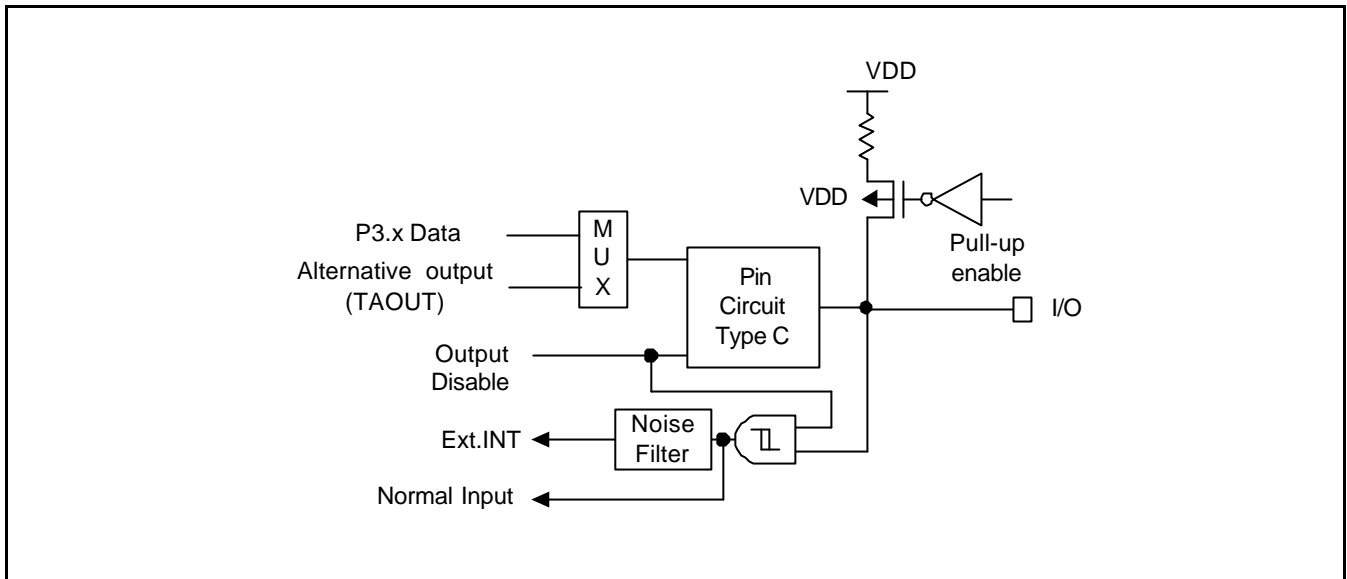 VDD
VDD
P3.x Data
Alternative output
(TAOUT)
M
U
X
Pull-up
enable
Pin
Circuit
Type C
I/O
Output
Disable
Ext.INT
Noise
Filter
Normal Input